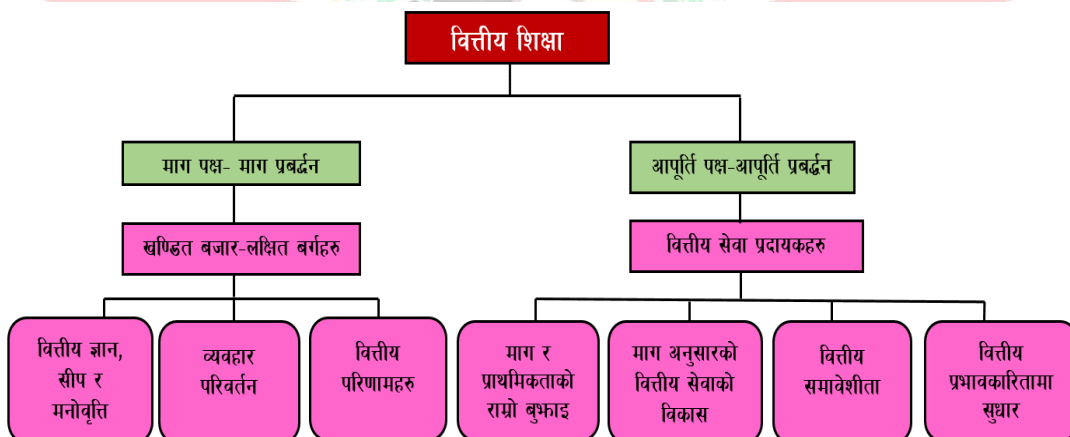 वित्तीय शिक्षा
माग पक्ष- माग प्रबर्द्धन
आपूर्ति पक्ष-आपूर्ति प्रबर्द्धन
खण्डित बजार-लक्षित बर्गहरु
वित्तीय सेवा प्रदायकहरु
वित्तीय ज्ञान,
सीप र
मनोवृत्ति
व्यवहार
परिवर्तन
वित्तीय
परिणामहरु
माग र
प्राथमिकताको
राम्रो बुझाइ
माग अनुसारको
वित्तीय सेवाको
विकास
वित्तीय
समावेशीता
वित्तीय
प्रभावकारितामा
सुधार